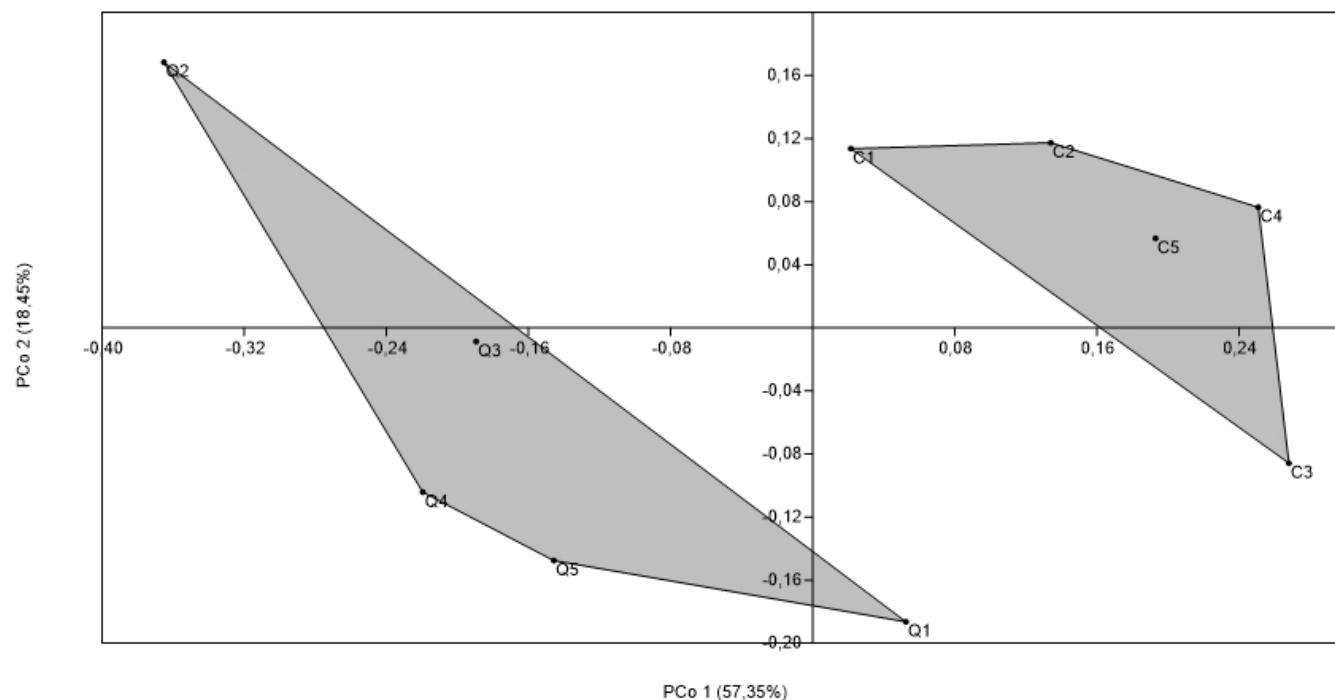 Q2
0,16
0,12
C1
C2
0,08
C4
C5
0,04
PCo 2 (18,45%)
-0,40
-0,32
-0,24
-0,16
-0,08
0,08
0,16
0,24
Q3
-0,04
-0,08
C3
Q4
-0,12
Q5
-0,16
Q1
-0,20
PCo 1 (57,35%)